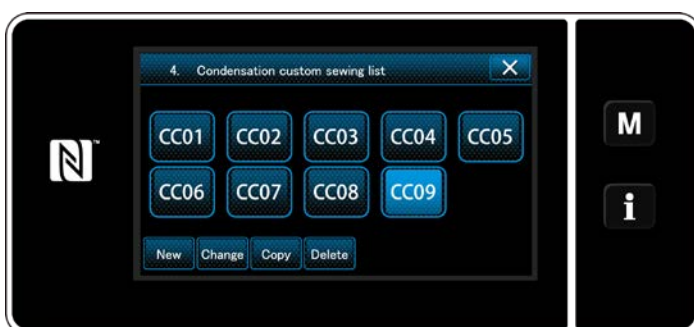 4. Condensation custom sewing list
CC01 CC02 CC03 CC04 CC05
M
CC06 CC07 CC08 CC09
i
New Change Copy Delete